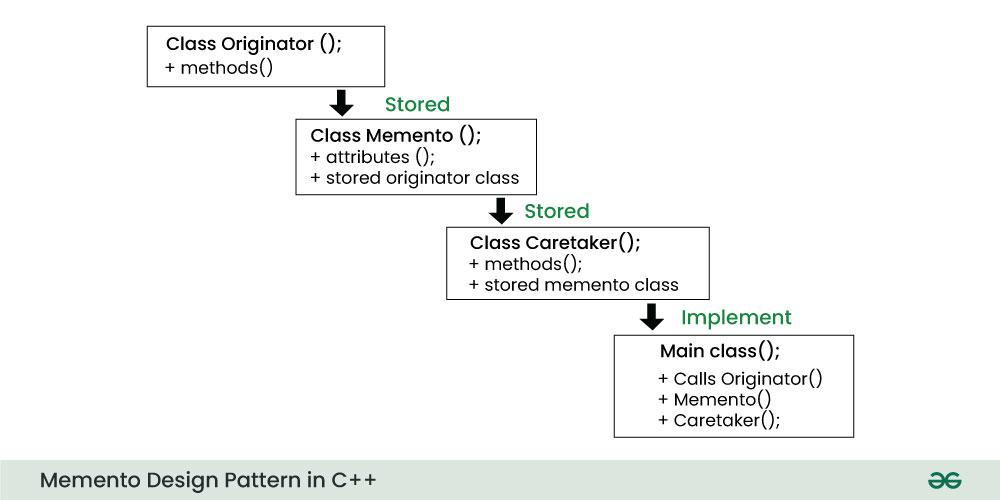 Class Originator ();
+ methods()
Stored
Class Memento ();
+ attributes ();
+ stored originator class
Stored
Class Caretaker();
+ methods();
+ stored memento class
Implement
Main class();
+ Calls Originator()
+ Memento()
+ Caretaker();
Memento Design Pattern in C++